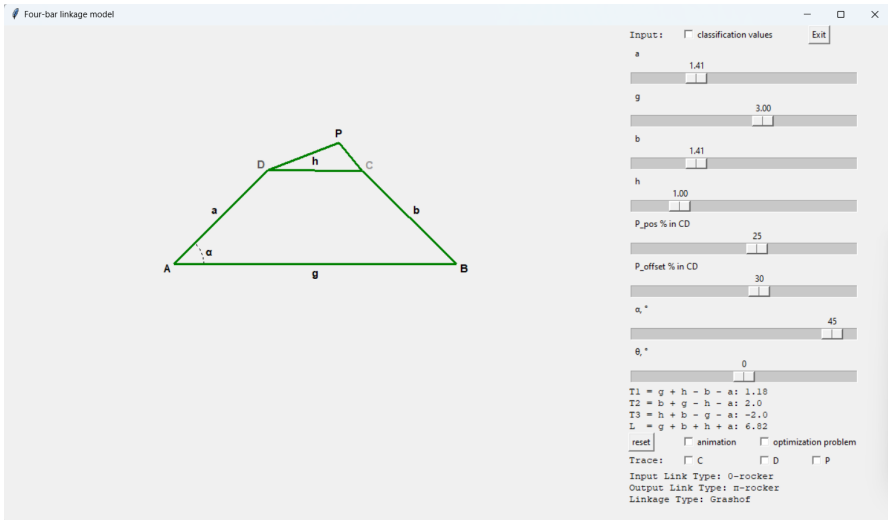 Four-bar linkage model
Input: classification values Exit
a
1.41
g
3.00
b
1.41
h
1.00
P_pos % in CD
25
P_offset % in CD
30
α, °
45
θ, °
0
T1 = g + h - b - a: 1.18
T2 = b + g - h - a: 2.0
T3 = h + b - g - a: -2.0
L = g + b + h + a: 6.82
reset animation optimization problem
Trace: C D P
Input Link Type: 0-rocker
Output Link Type: π-rocker
Linkage Type: Grashof
P
D h C
a b
α
A B
g